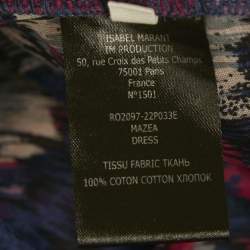 ISABEL MARANT
IM PRODUCTION
50, rue Croix des Petits Champs
75001 Paris
France
N°1501
RO2097-22P033E
MAZEA
DRESS
TISSU FABRIC ТКАНЬ
100% COTON COTTON ХЛОПОК